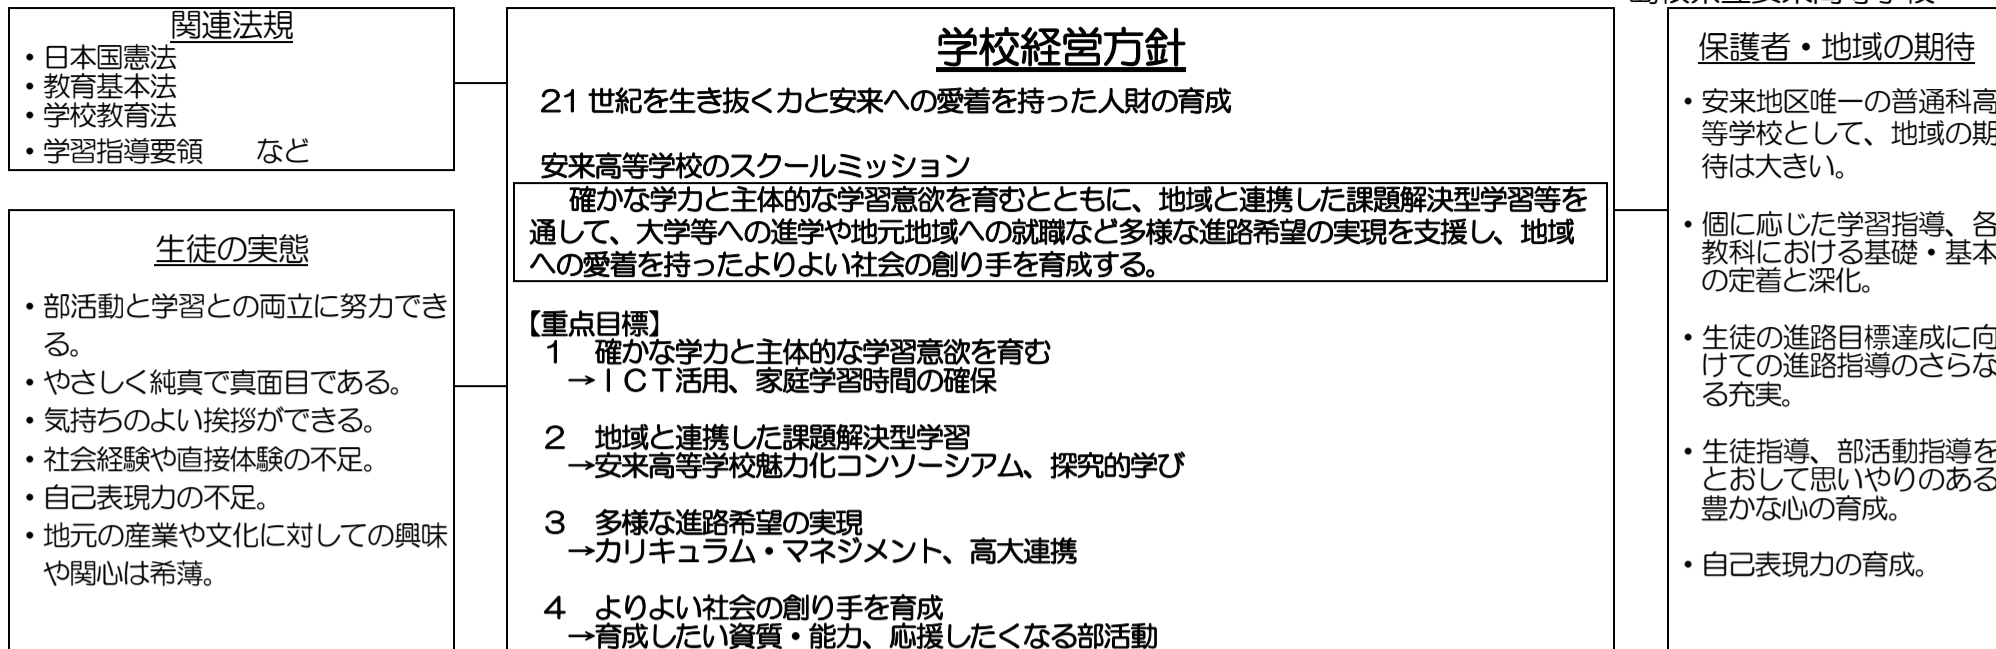 関連法規
・日本国憲法
・教育基本法
・学校教育法
・学習指導要領　　など
生徒の実態
・部活動と学習との両立に努力でき
る。
・やさしく純真で真面目である。
・気持ちのよい挨拶ができる。
・社会経験や直接体験の不足。
・自己表現力の不足。
・地元の産業や文化に対しての興味
や関心は希薄。
学校経営方針
21世紀を生き抜く力と安来への愛着を持った人財の育成
安来高等学校のスクールミッション
確かな学力と主体的な学習意欲を育むとともに、地域と連携した課題解決型学習等を
通して、大学等への進学や地元地域への就職など多様な進路希望の実現を支援し、地域
への愛着を持ったよりよい社会の創り手を育成する。
【重点目標】
１　確かな学力と主体的な学習意欲を育む
→ＩＣＴ活用、家庭学習時間の確保
２　地域と連携した課題解決型学習
→安来高等学校魅力化コンソーシアム、探究的学び
３　多様な進路希望の実現
→カリキュラム・マネジメント、高大連携
４　よりよい社会の創り手を育成
→育成したい資質・能力、応援したくなる部活動
保護者・地域の期待
・安来地区唯一の普通科高
等学校として、地域の期
待は大きい。
・個に応じた学習指導、各
教科における基礎・基本
の定着と深化。
・生徒の進路目標達成に向
けての進路指導のさらな
る充実。
・生徒指導、部活動指導を
とおして思いやりのある
豊かな心の育成。
・自己表現力の育成。